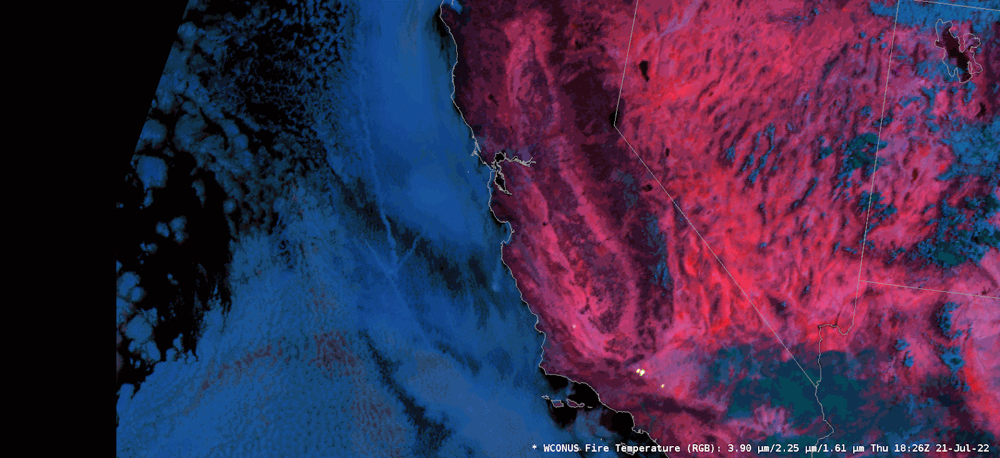 * WCONUS Fire Temperature (RGB): 3.90 µm/2.25 µm/1.61 µm Thu 18:26Z 21-Jul-22